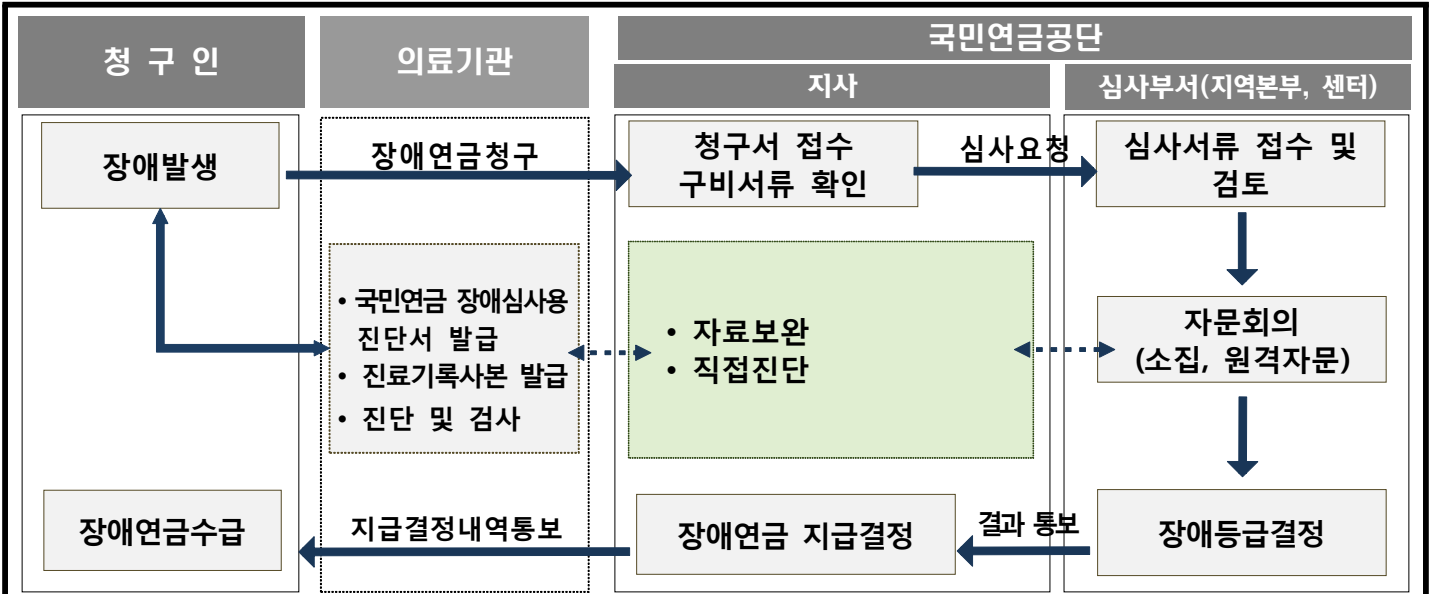 청 구 인
의료기관
국민연금공단
지사
심사부서(지역본부, 센터)
장애발생
장애연금청구
청구서 접수
구비서류 확인
심사요청
심사서류 접수 및
검토
• 국민연금 장애심사용
진단서 발급
• 진료기록사본 발급
• 진단 및 검사
• 자료보완
• 직접진단
자문회의
(소집, 원격자문)
장애연금수급
지급결정내역통보
장애연금 지급결정
결과 통보
장애등급결정